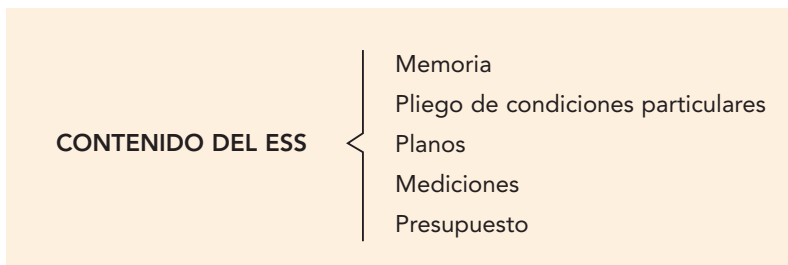 CONTENIDO DEL ESS
Memoria
Pliego de condiciones particulares
Planos
Mediciones
Presupuesto